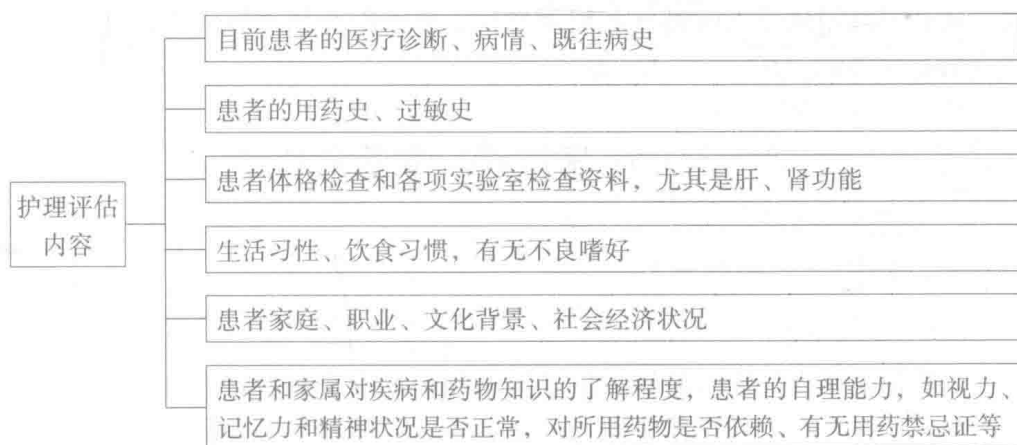 目前患者的医疗诊断、病情、既往病史
患者的用药史、过敏史
患者体格检查和各项实验室检查资料，尤其是肝、肾功能
护理评估
内容
生活习性、饮食习惯，有无不良嗜好
患者家庭、职业、文化背景、社会经济状况
患者和家属对疾病和药物知识的了解程度，患者的自理能力，如视力、
记忆力和精神状况是否正常，对所用药物是否依赖、有无用药禁忌证等